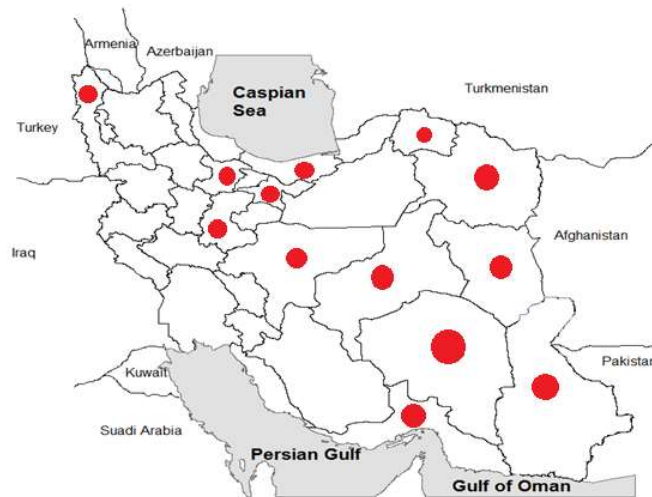 Armenia
Azerbaijan
Caspian
Sea
Turkmenistan
Turkey
Afghanistan
Iraq
Pakistan
Kuwait
Suadi Arabia
Persian Gulf
Gulf of Oman